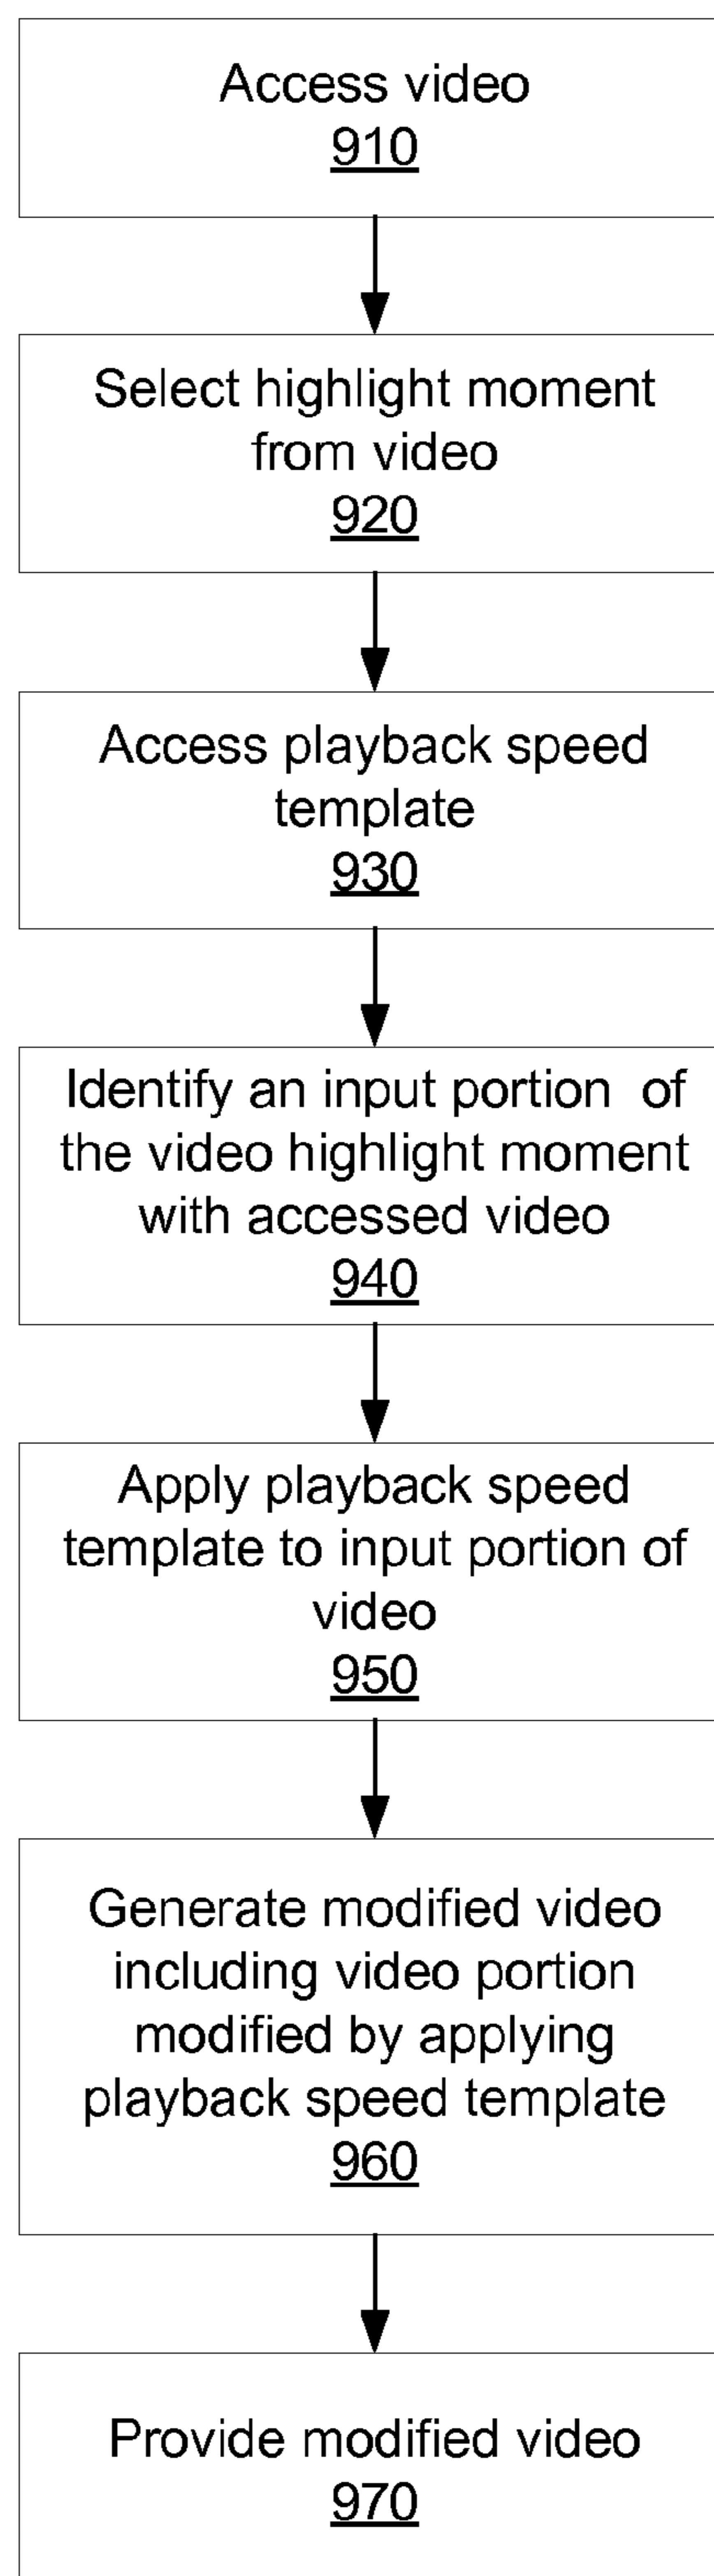 Access video
910
Select highlight moment
from video
920
Access playback speed
template
930
Identify an input portion  of
the video highlight moment
with accessed video
940
Apply playback speed
template to input portion of
video
950
Generate modified video
including video portion
modified by applying
playback speed template
960
Provide modified video
970